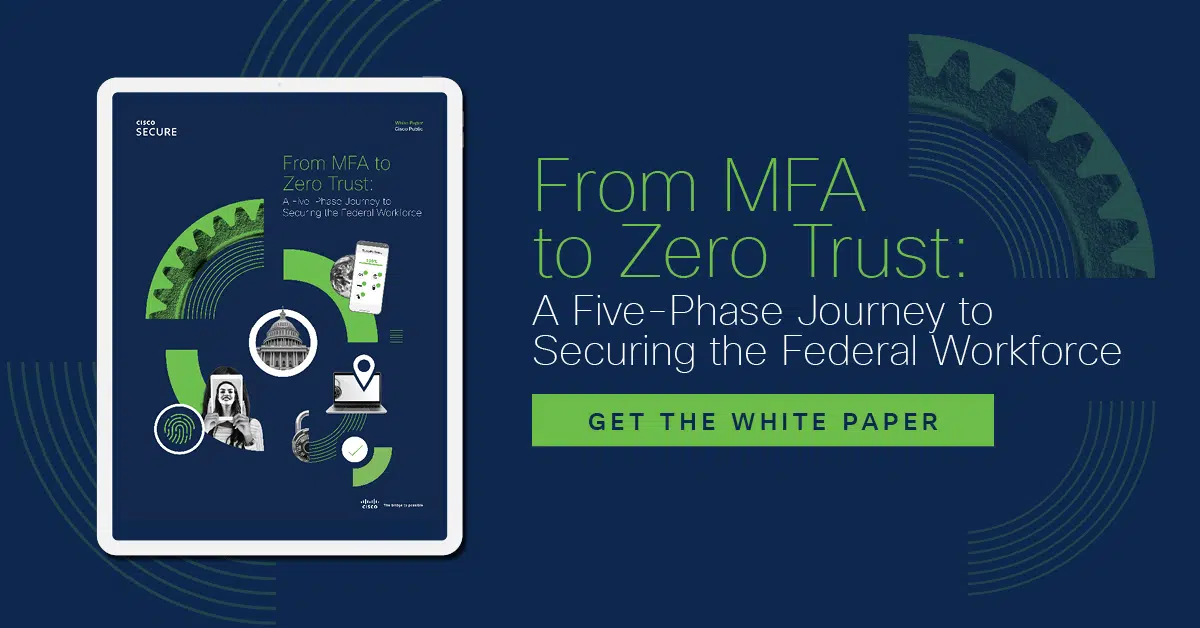 CISCO
SECURE
White Paper
Cisco Public
From MFA to
Zero Trust:
A Five-Phase Journey to
Securing the Federal Workforce
CISCO
The bridge to possible
From MFA
to Zero Trust:
A Five-Phase Journey to
Securing the Federal Workforce
GET THE WHITE PAPER